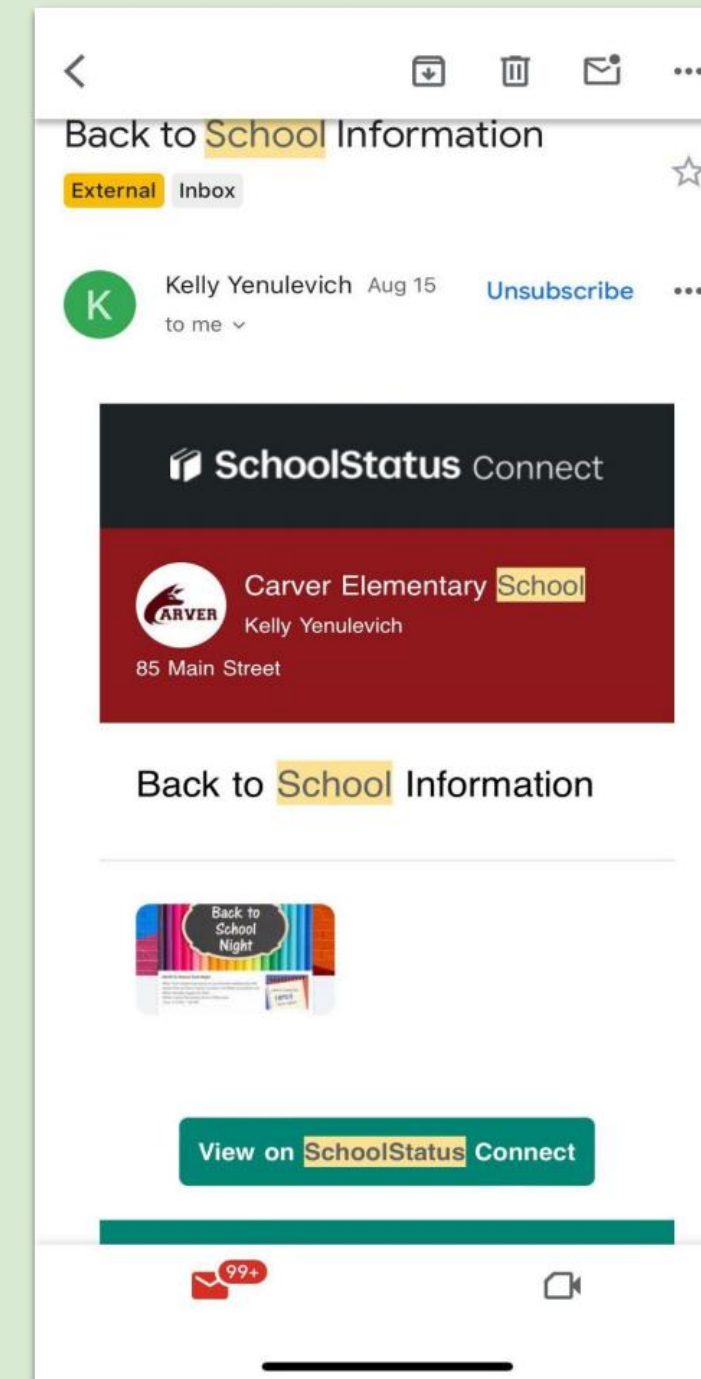 Back to School Information
External Inbox
K
Kelly Yenulevich Aug 15
Unsubscribe
to me
SchoolStatus Connect
CARVER
Carver Elementary School
Kelly Yenulevich
85 Main Street
Back to School Information
Back to
School
Night
View on SchoolStatus Connect
99+